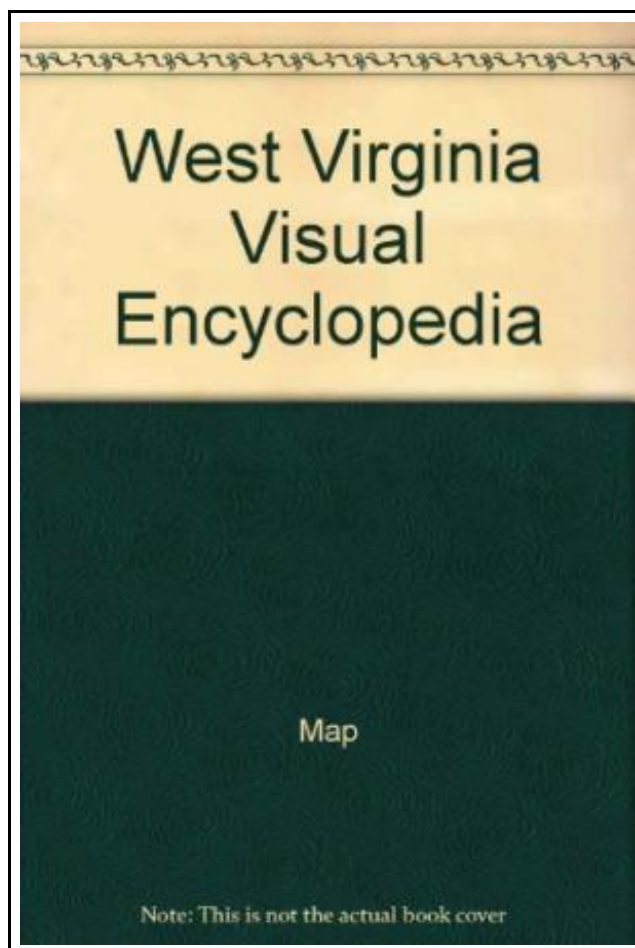 West Virginia
Visual
Encyclopedia
Map
Note: This is not the actual book cover